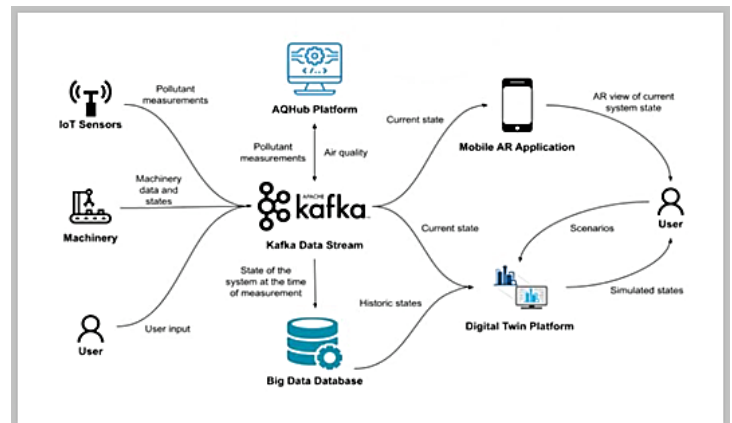 Pollutant
measurements
IoT Sensors
</..>
AQHub Platform
Pollutant
measurements
Air quality
Current state
Mobile AR Application
AR view of current
system state
Machinery
data and
states
Machinery
APACHE
kafka
Kafka Data Stream
Current state
Scenarios
User
State of the
system at the time
of measurement
Historic states
Digital Twin Platform
Simulated states
User input
User
Big Data Database